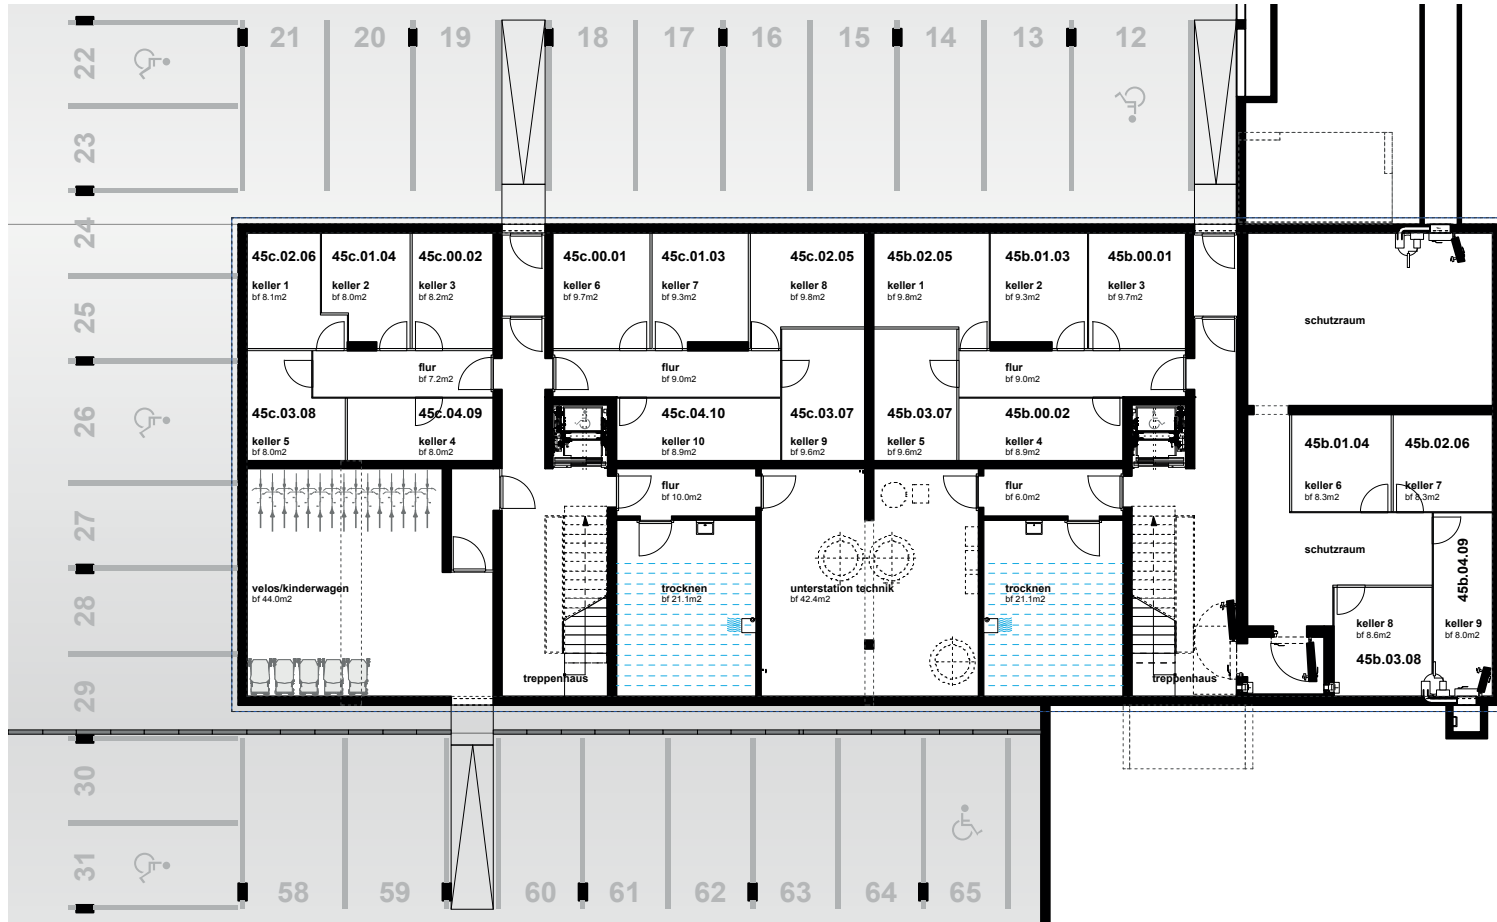 21 20 19 18 17 16 15 14 13 12
22
23
24
25
26
27
28
29
30
31
45c.02.06
keller 1
bf 8.1m2
45c.01.04
keller 2
bf 8.0m2
45c.00.02
keller 3
bf 8.2m2
45c.00.01
keller 6
bf 9.7m2
45c.01.03
keller 7
bf 9.3m2
45c.02.05
keller 8
bf 9.8m2
45b.02.05
keller 1
bf 9.8m2
45b.01.03
keller 2
bf 9.3m2
45b.00.01
keller 3
bf 9.7m2
schutzraum
flur
bf 7.2m2
flur
bf 9.0m2
flur
bf 9.0m2
45c.03.08
keller 5
bf 8.0m2
45c.04.09
keller 4
bf 8.0m2
45c.04.10
keller 10
bf 8.9m2
45c.03.07
keller 9
bf 9.6m2
45b.03.07
keller 5
bf 9.6m2
45b.00.02
keller 4
bf 8.9m2
45b.01.04
keller 6
bf 8.3m2
45b.02.06
keller 7
bf 8.3m2
flur
bf 10.0m2
flur
bf 6.0m2
schutzraum
velos/kinderwagen
bf 44.0m2
trocknen
bf 21.1m2
unterstation technik
bf 42.4m2
trocknen
bf 21.1m2
45b.04.09
keller 9
bf 8.0m2
keller 8
bf 8.6m2
45b.03.08
treppenhaus
treppenhaus
58 59 60 61 62 63 64 65